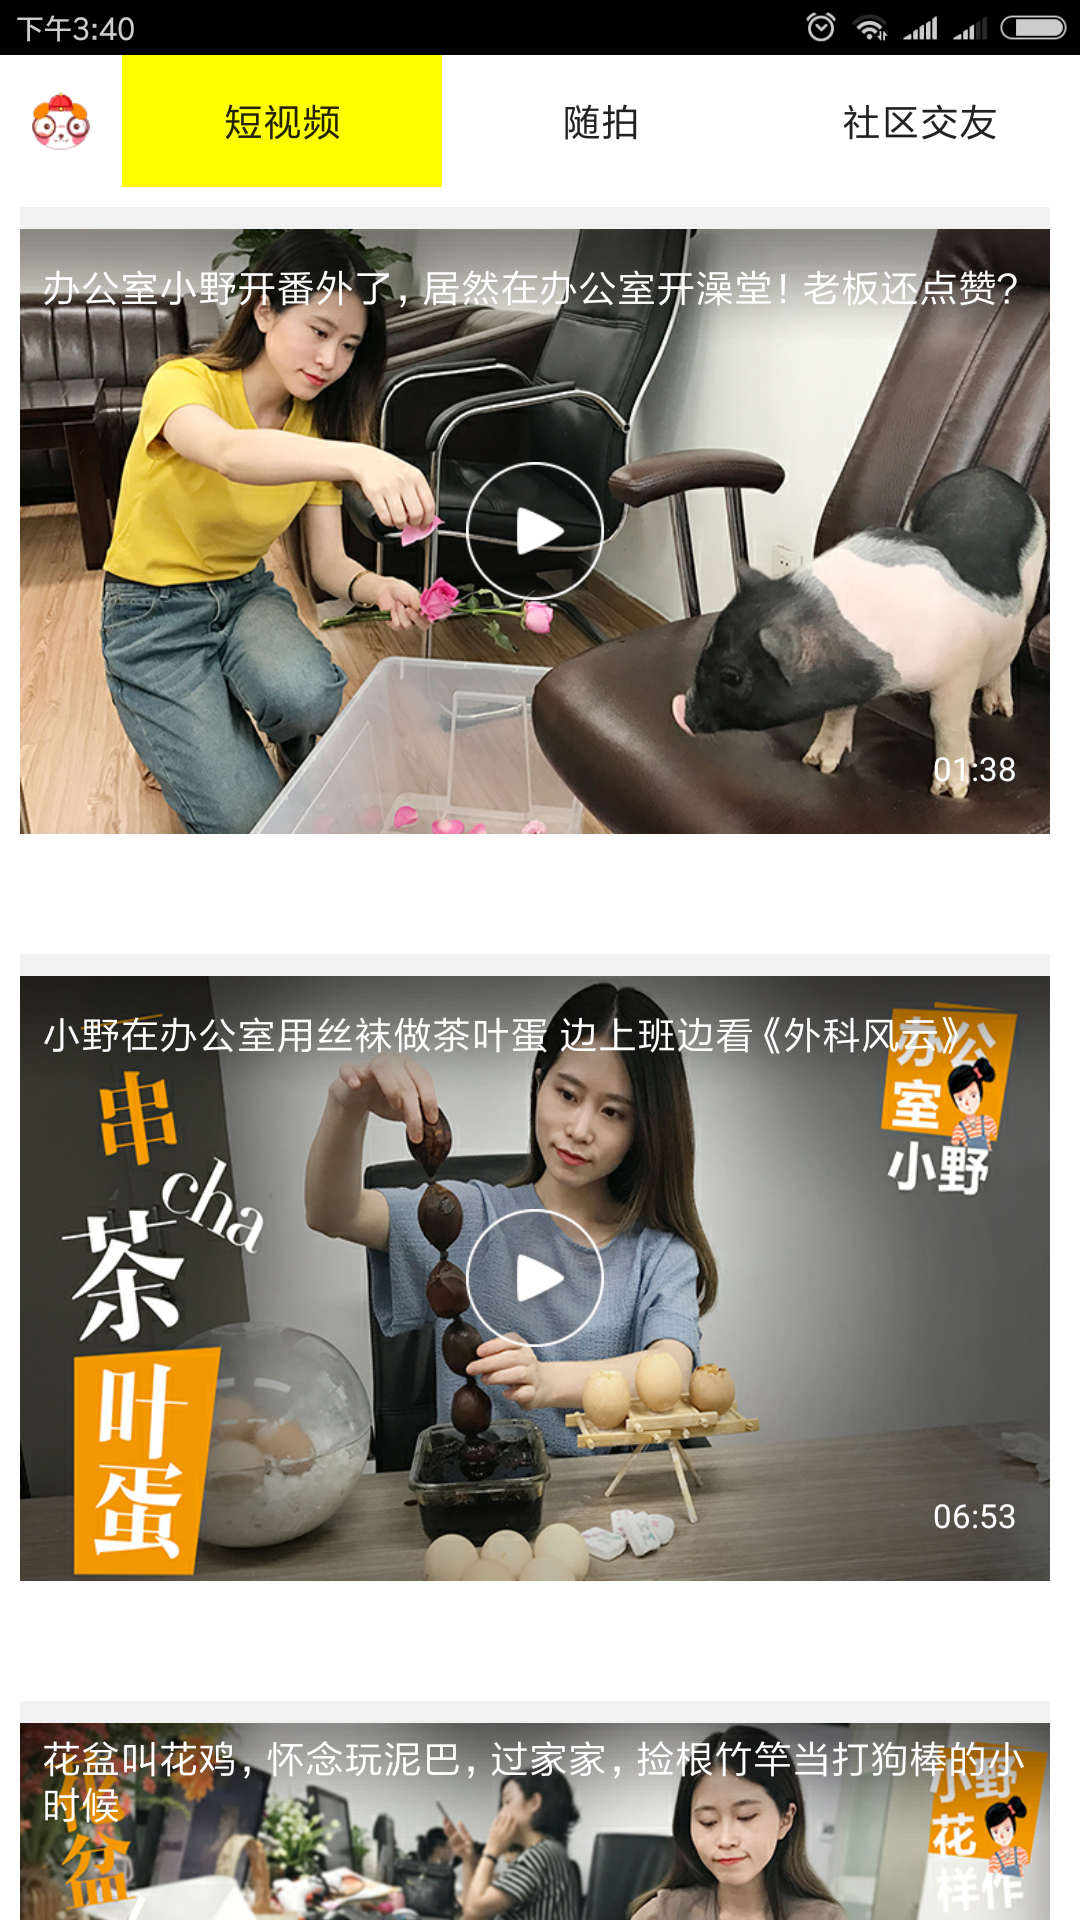 下午3:40
短视频
随拍
社区交友
办公室小野开番外了，居然在办公室开澡堂！老板还点赞？
01:38
小野在办公室用丝袜做茶叶蛋 边上班边看《外科风云》
办公
室
小野
串
cha
茶
叶
蛋
06:53
花盆叫花鸡，怀念玩泥巴，过家家，捡根竹竿当打狗棒的小
时候
花
盆
小野
花
样作